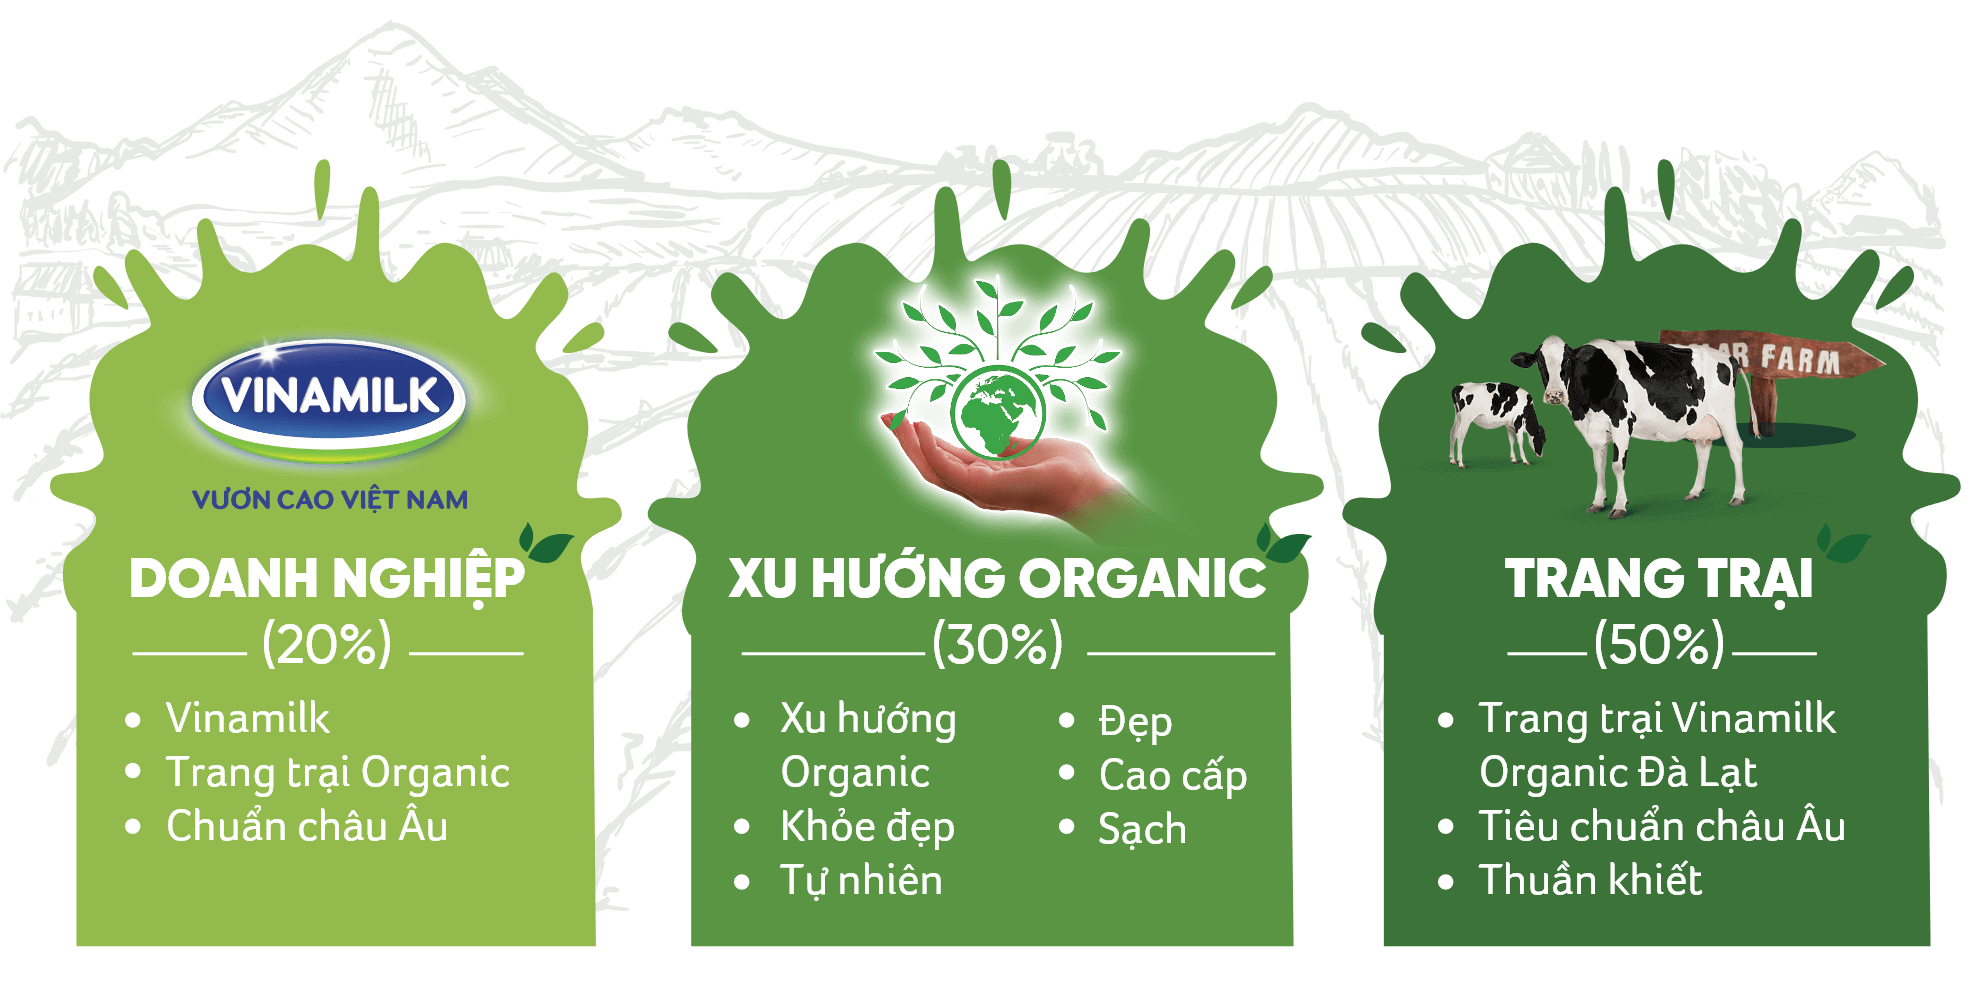 VINAMILK
VƯƠN CAO VIỆT NAM
DOANH NGHIỆP
(20%)
• Vinamilk
• Trang trại Organic
• Chuẩn châu Âu
XU HƯỚNG ORGANIC
(30%)
• Xu hướng
Organic
• Khỏe đẹp
• Tự nhiên
• Đẹp
• Cao cấp
• Sạch
FARM
TRANG TRẠI
(50%)
• Trang trại Vinamilk
Organic Đà Lạt
• Tiêu chuẩn châu Âu
• Thuần khiết